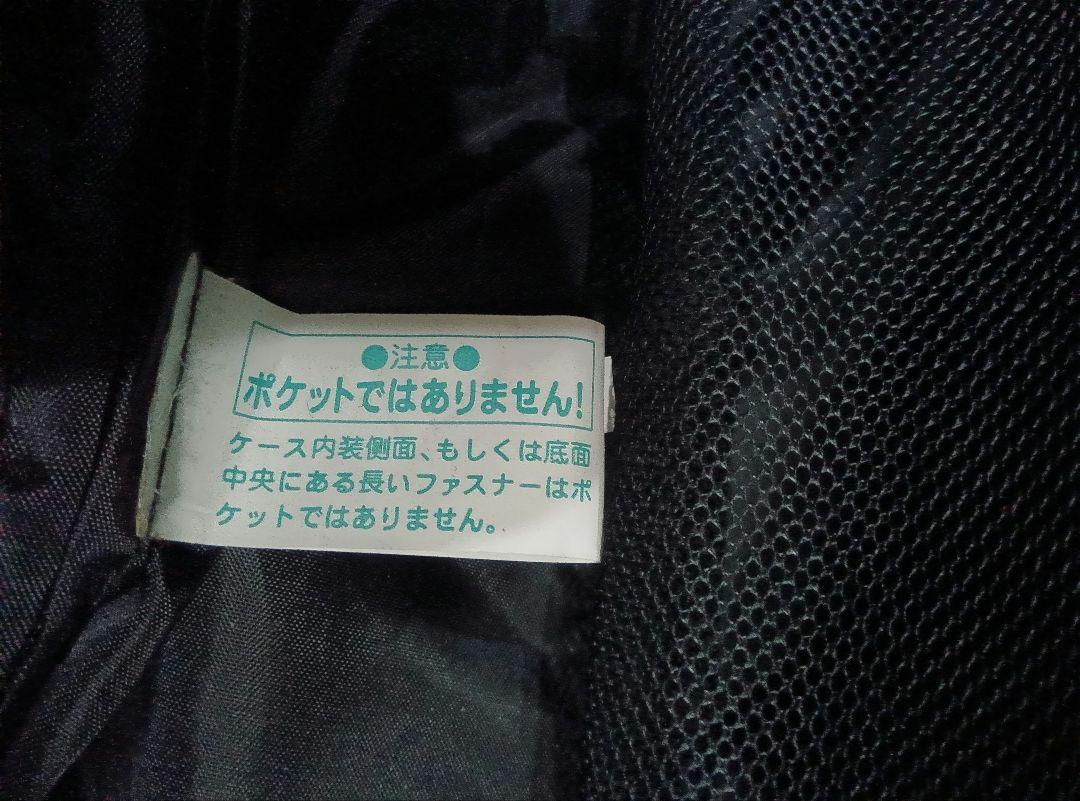 ●注意●
ポケットではありません!
ケース内装側面、もしくは底面
中央にある長いファスナーはポ
ケットではありません。